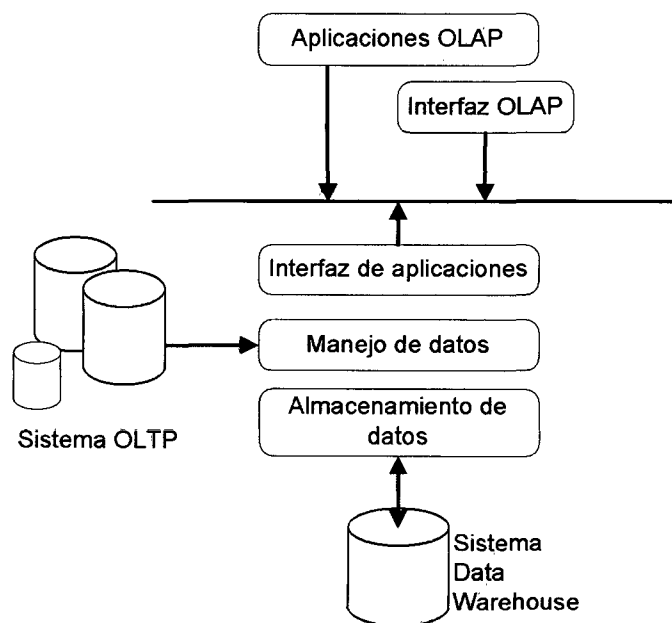 Aplicaciones OLAP
Interfaz OLAP
Interfaz de aplicaciones
Manejo de datos
Almacenamiento de
datos
Sistema OLTP
Sistema
Data
Warehouse